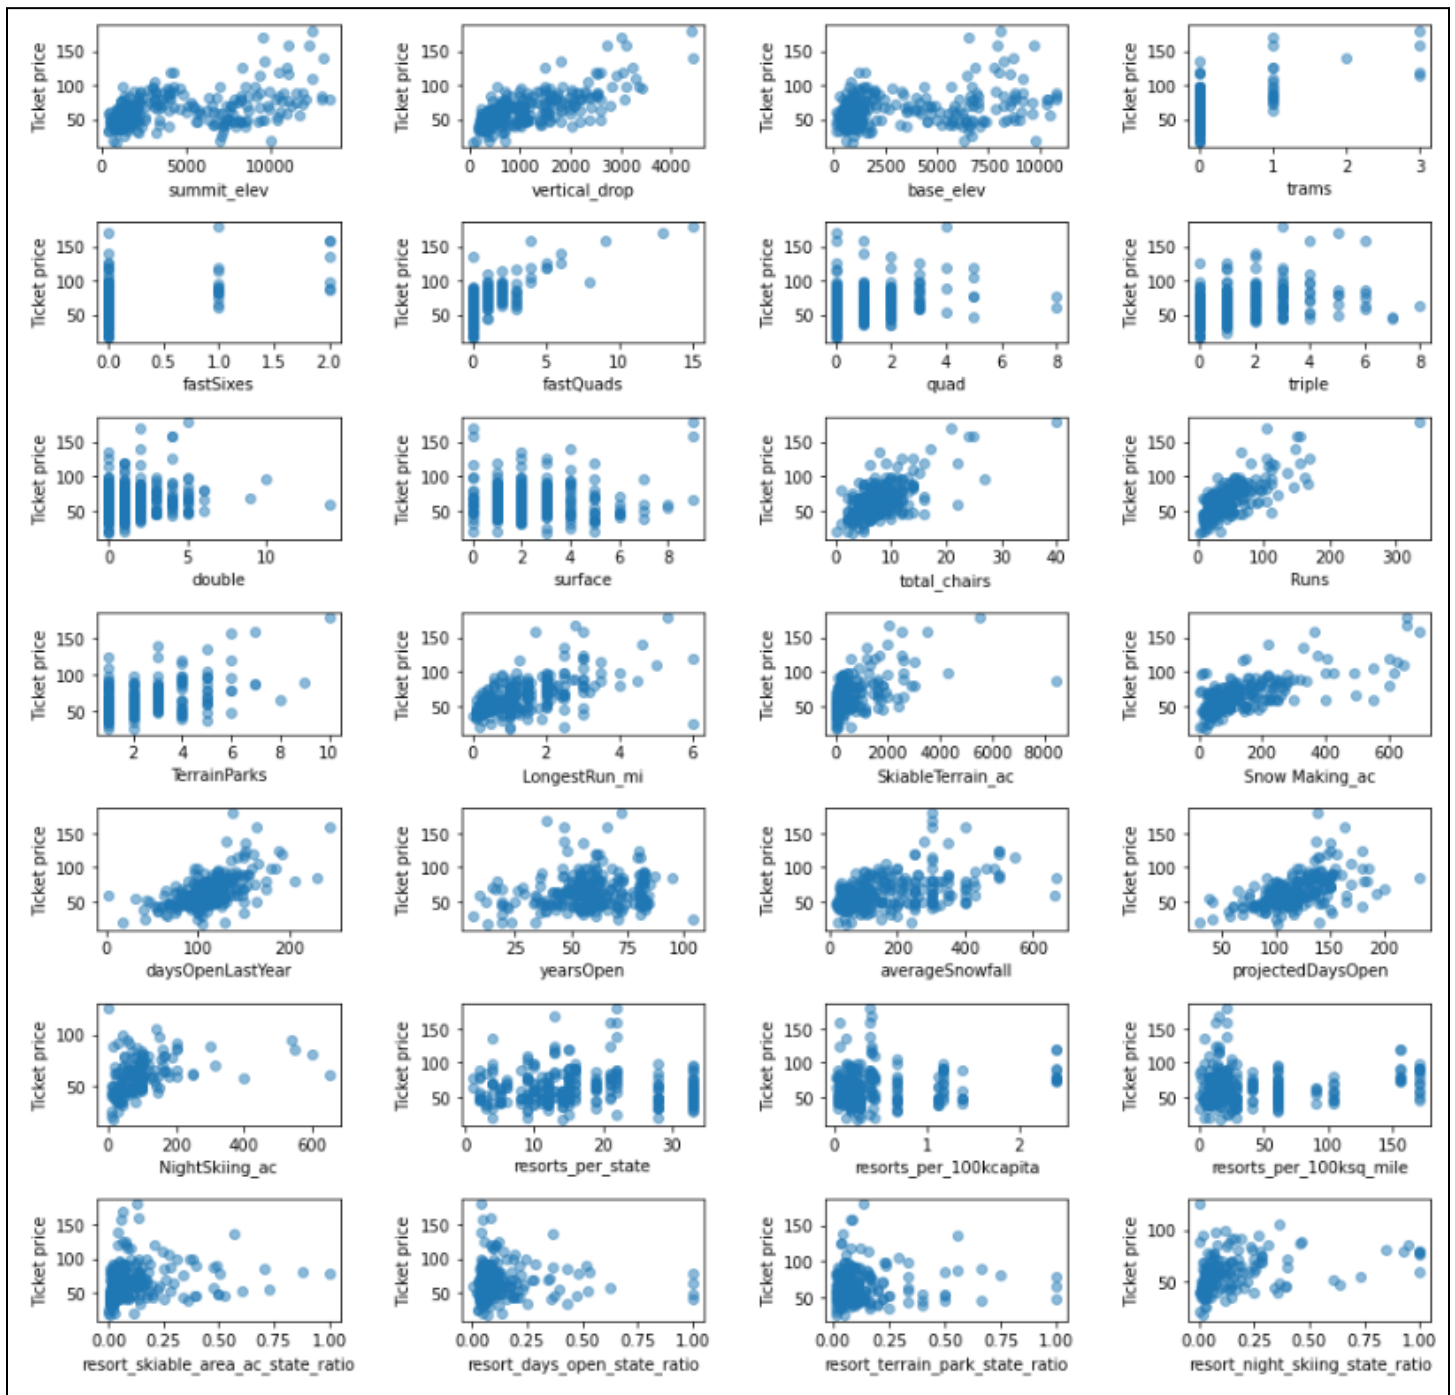 Ticket price
150
100
50
0 5000 10000
summit_elev
Ticket price
150
100
50
0 1000 2000 3000 4000
vertical_drop
Ticket price
150
100
50
0 2500 5000 7500 10000
base_elev
Ticket price
150
100
50
0 1 2 3
trams
Ticket price
150
100
50
0.0 0.5 1.0 1.5 2.0
fastSixes
Ticket price
150
100
50
0 5 10 15
fastQuads
Ticket price
150
100
50
0 2 4 6 8
quad
Ticket price
150
100
50
0 2 4 6 8
triple
Ticket price
150
100
50
0 5 10
double
Ticket price
150
100
50
0 2 4 6 8
surface
Ticket price
150
100
50
0 10 20 30 40
total_chairs
Ticket price
150
100
50
0 100 200 300
Runs
Ticket price
150
100
50
2 4 6 8 10
TerrainParks
Ticket price
150
100
50
0 2 4 6
LongestRun_mi
Ticket price
150
100
50
0 2000 4000 6000 8000
SkiableTerrain_ac
Ticket price
150
100
50
0 200 400 600
Snow Making_ac
Ticket price
150
100
50
0 100 200
daysOpenLastYear
Ticket price
150
100
50
25 50 75 100
yearsOpen
Ticket price
150
100
50
0 200 400 600
averageSnowfall
Ticket price
150
100
50
50 100 150 200
projectedDaysOpen
Ticket price
100
50
0 200 400 600
NightSkiing_ac
Ticket price
150
100
50
0 10 20 30
resorts_per_state
Ticket price
150
100
50
0 1 2
resorts_per_100kcapita
Ticket price
150
100
50
0 50 100 150
resorts_per_100ksq_mile
Ticket price
150
100
50
0.00 0.25 0.50 0.75 1.00
resort_skiable_area_ac_state_ratio
Ticket price
150
100
50
0.00 0.25 0.50 0.75 1.00
resort_days_open_state_ratio
Ticket price
150
100
50
0.00 0.25 0.50 0.75 1.00
resort_terrain_park_state_ratio
Ticket price
100
50
0.00 0.25 0.50 0.75 1.00
resort_night_skiing_state_ratio